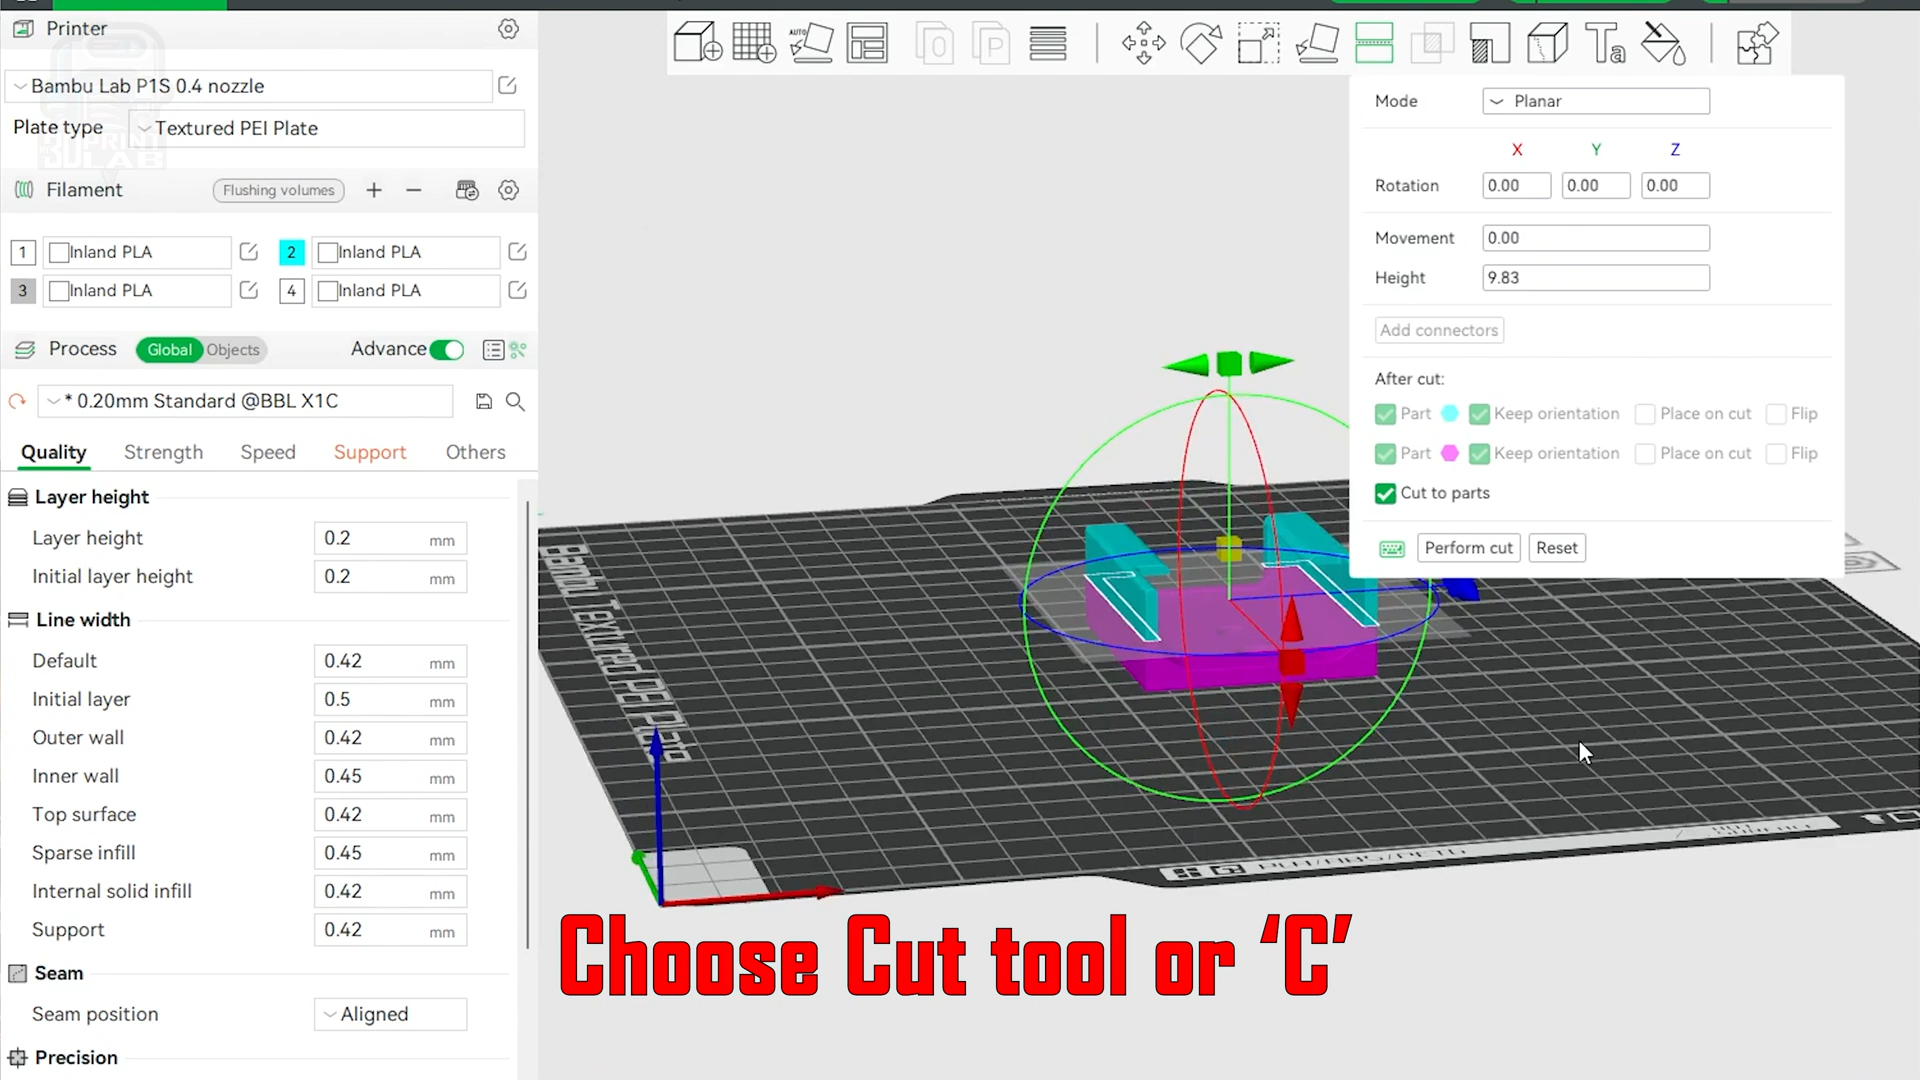 Printer
Bambu Lab P1S 0.4 nozzle
Plate type
Textured PEI Plate
Filament
Flushing volumes
1
Inland PLA
2
Inland PLA
3
Inland PLA
4
Inland PLA
Process
Global
Objects
Advance
* 0.20mm Standard @BBL X1C
Quality
Strength
Speed
Support
Others
Layer height
Layer height 0.2 mm
Initial layer height 0.2 mm
Line width
Default 0.42 mm
Initial layer 0.5 mm
Outer wall 0.42 mm
Inner wall 0.45 mm
Top surface 0.42 mm
Sparse infill 0.45 mm
Internal solid infill 0.42 mm
Support 0.42 mm
Seam
Seam position Aligned
Precision
AUTO
Mode Planar
X Y Z
Rotation 0.00 0.00 0.00
Movement 0.00
Height 9.83
Add connectors
After cut:
Part Keep orientation Place on cut Flip
Part Keep orientation Place on cut Flip
Cut to parts
Perform cut Reset
Bambu Textured PEI Plate
Choose Cut tool or ‘C’